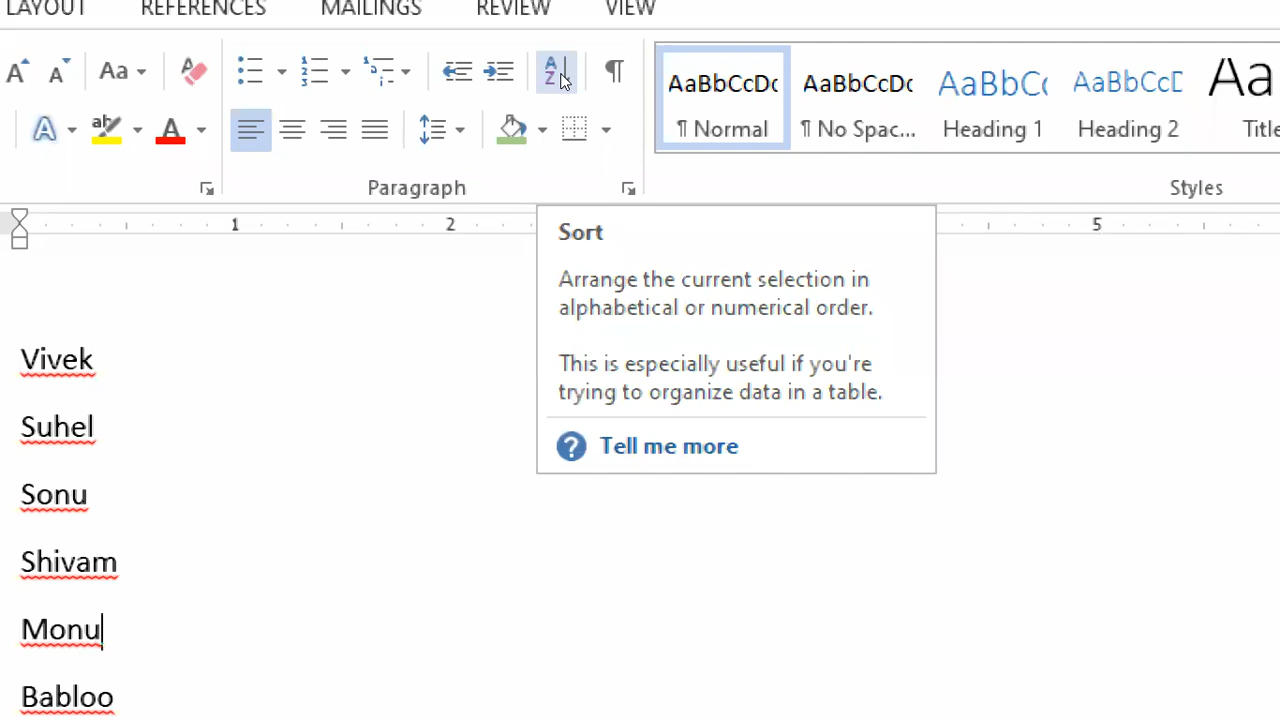 LAYOUT REFERENCES MAILINGS REVIEW VIEW
A A Aa A A Z ¶
A ab A
AaBbCcDc AaBbCcDc AaBbC( AaBbCcD Aa
¶ Normal ¶ No Spac... Heading 1 Heading 2 Title
Paragraph Styles
1 2 5
Sort
Arrange the current selection in
alphabetical or numerical order.
This is especially useful if you're
trying to organize data in a table.
? Tell me more
Vivek
Suhel
Sonu
Shivam
Monu
Babloo